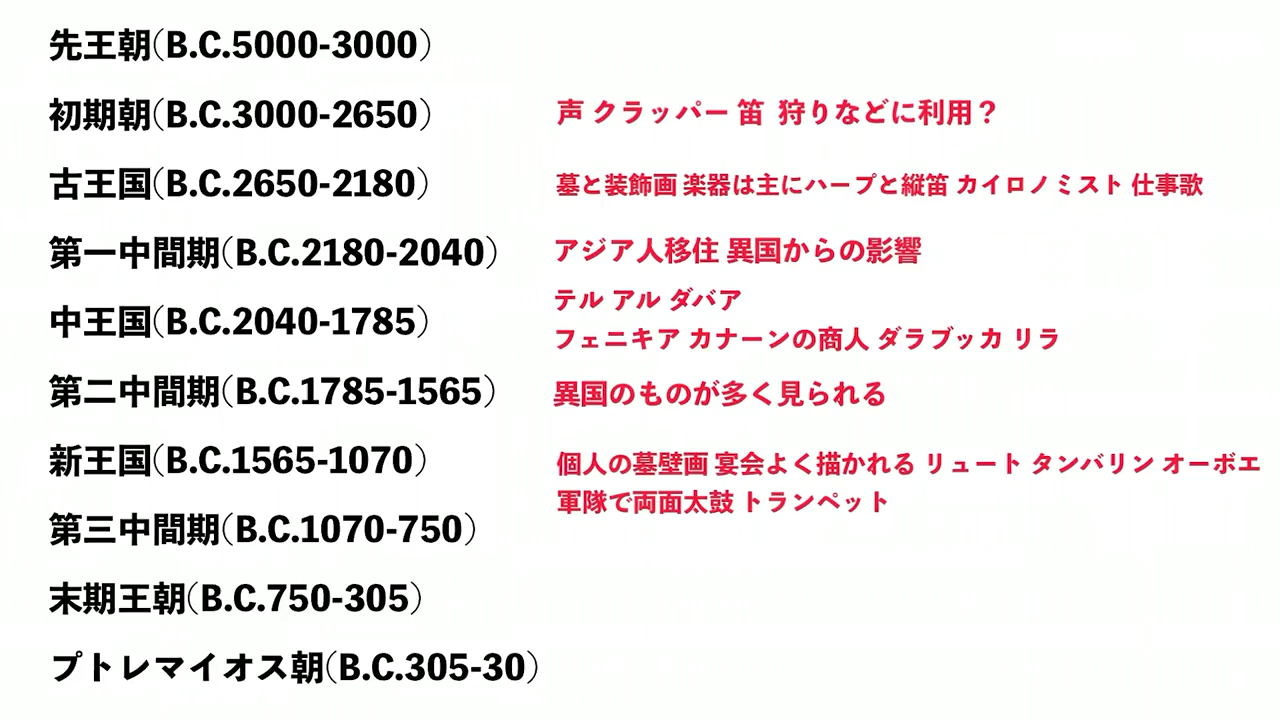 先王朝(B.C.5000-3000)
初期朝(B.C.3000-2650)
声 クラッパー 笛 狩りなどに利用？
古王国(B.C.2650-2180)
墓と装飾画 楽器は主にハープと縦笛 カイロノミスト 仕事歌
第一中間期(B.C.2180-2040)
アジア人移住 異国からの影響
中王国(B.C.2040-1785)
テル アル ダバア
フェニキア カナーンの商人 ダラブッカ リラ
第二中間期(B.C.1785-1565)
異国のものが多く見られる
新王国(B.C.1565-1070)
個人の墓壁画 宴会よく描かれる リュート タンバリン オーボエ
軍隊で両面太鼓 トランペット
第三中間期(B.C.1070-750)
末期王朝(B.C.750-305)
プトレマイオス朝(B.C.305-30)